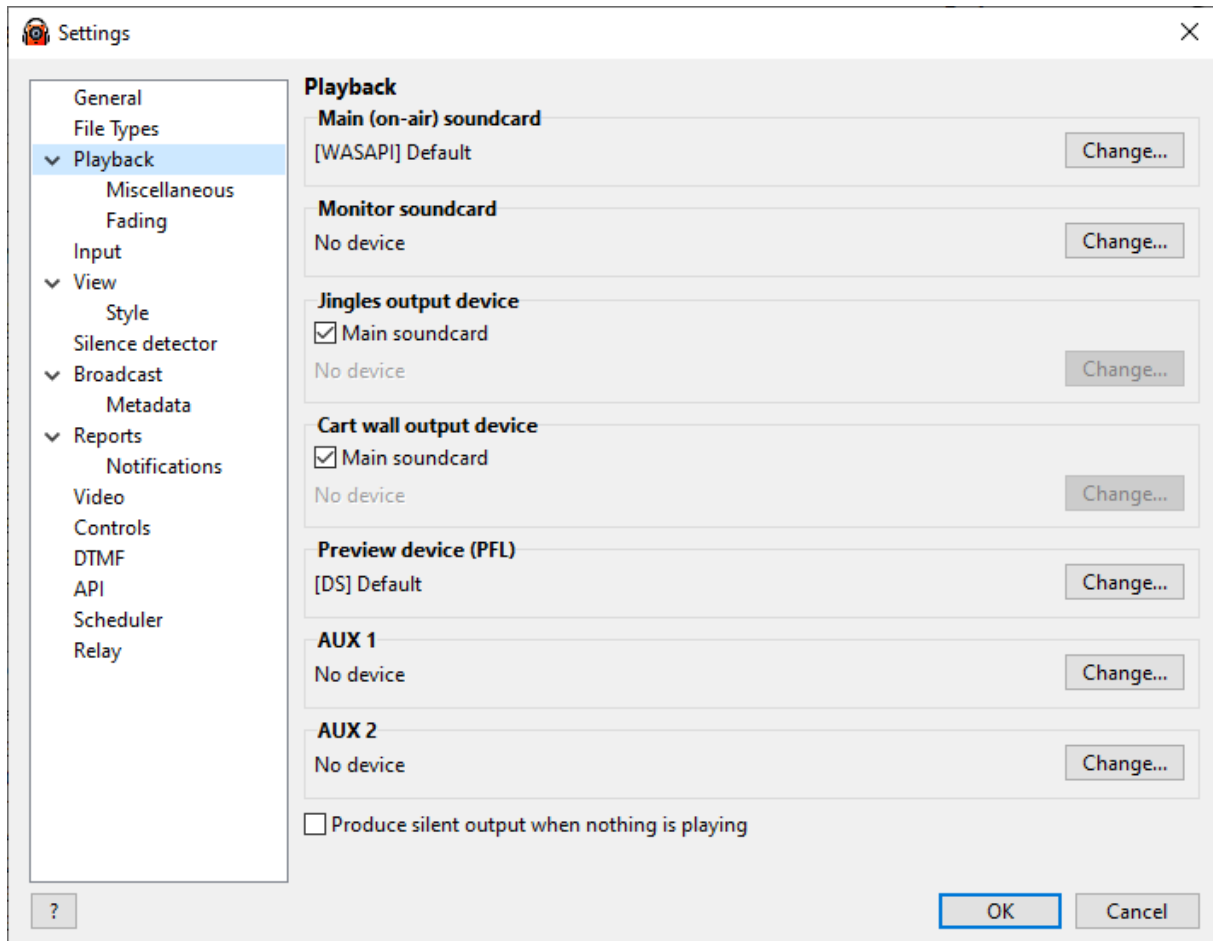 Settings
General
File Types
Playback
Miscellaneous
Fading
Input
View
Style
Silence detector
Broadcast
Metadata
Reports
Notifications
Video
Controls
DTMF
API
Scheduler
Relay
Playback
Main (on-air) soundcard
[WASAPI] Default
Change...
Monitor soundcard
No device
Change...
Jingles output device
Main soundcard
No device
Change...
Cart wall output device
Main soundcard
No device
Change...
Preview device (PFL)
[DS] Default
Change...
AUX 1
No device
Change...
AUX 2
No device
Change...
Produce silent output when nothing is playing
?
OK
Cancel